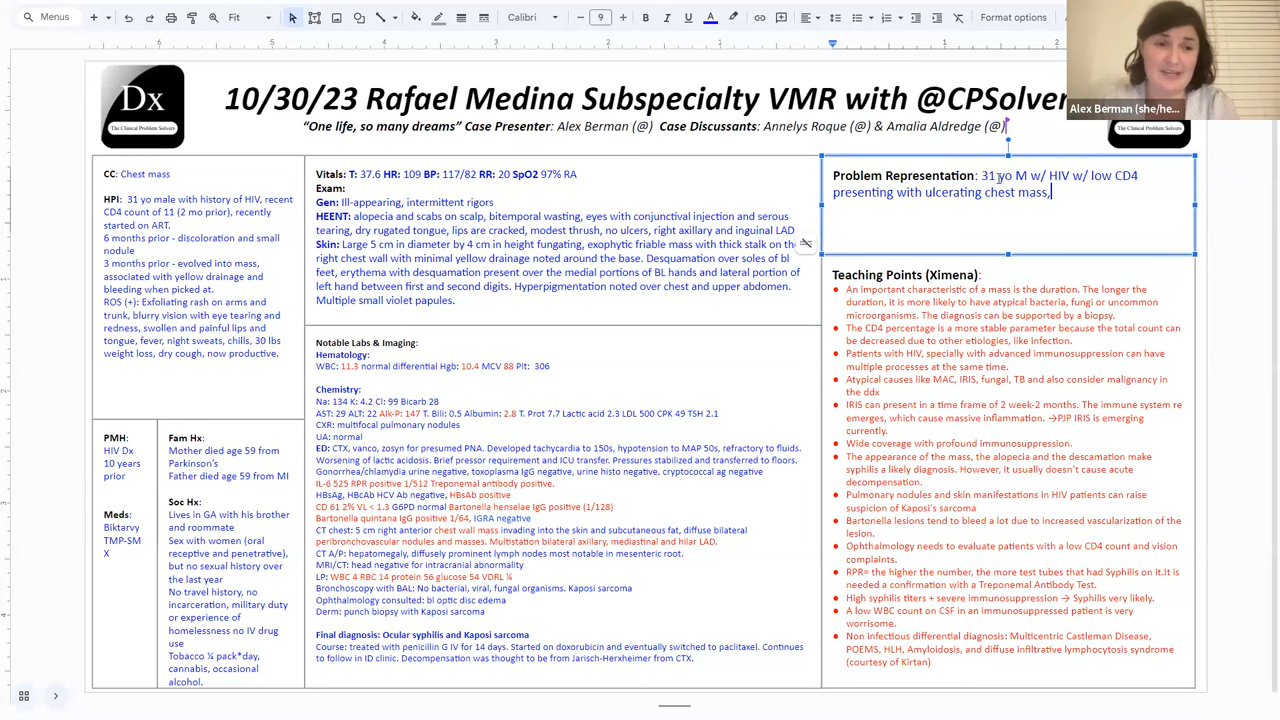 Fit
Calibri
9
Format options
6
5
4
3
2
1
1
2
Dx
The Clinical Problem Solvers
10/30/23 Rafael Medina Subspecialty VMR with @CPSolver
“One life, so many dreams” Case Presenter: Alex Berman (@) Case Discussants: Annelys Roque (@) & Amalia Aldredge (@)
Alex Berman (she/he...
The Clinical Problem Solvers
CC: Chest mass
HPI: 31 yo male with history of HIV, recent
CD4 count of 11 (2 mo prior), recently
started on ART.
6 months prior - discoloration and small
nodule
3 months prior - evolved into mass,
associated with yellow drainage and
bleeding when picked at.
ROS (+): Exfoliating rash on arms and
trunk, blurry vision with eye tearing and
redness, swollen and painful lips and
tongue, fever, night sweats, chills, 30 lbs
weight loss, dry cough, now productive.
PMH:
HIV Dx
10 years
prior
Meds:
Biktarvy
TMP-SM
X
Fam Hx:
Mother died age 59 from
Parkinson’s
Father died age 59 from MI
Soc Hx:
Lives in GA with his brother
and roommate
Sex with women (oral
receptive and penetrative),
but no sexual history over
the last year
No travel history, no
incarceration, military duty
or experience of
homelessness no IV drug
use
Tobacco ¼ pack*day,
cannabis, occasional
alcohol.
Vitals: T: 37.6 HR: 109 BP: 117/82 RR: 20 SpO2 97% RA
Exam:
Gen: Ill-appearing, intermittent rigors
HEENT: alopecia and scabs on scalp, bitemporal wasting, eyes with conjunctival injection and serous
tearing, dry rugated tongue, lips are cracked, modest thrush, no ulcers, right axillary and inguinal LAD
Skin: Large 5 cm in diameter by 4 cm in height fungating, exophytic friable mass with thick stalk on the
right chest wall with minimal yellow drainage noted around the base. Desquamation over soles of bl
feet, erythema with desquamation present over the medial portions of BL hands and lateral portion of
left hand between first and second digits. Hyperpigmentation noted over chest and upper abdomen.
Multiple small violet papules.
Notable Labs & Imaging:
Hematology:
WBC: 11.3 normal differential Hgb: 10.4 MCV 88 Plt: 306
Chemistry:
Na: 134 K: 4.2 Cl: 99 Bicarb 28
AST: 29 ALT: 22 Alk-P: 147 T. Bili: 0.5 Albumin: 2.8 T. Prot 7.7 Lactic acid 2.3 LDL 500 CPK 49 TSH 2.1
CXR: multifocal pulmonary nodules
UA: normal
ED: CTX, vanco, zosyn for presumed PNA. Developed tachycardia to 150s, hypotension to MAP 50s, refractory to fluids.
Worsening of lactic acidosis. Brief pressor requirement and ICU transfer. Pressures stabilized and transferred to floors.
Gonorrhea/chlamydia urine negative, toxoplasma IgG negative, urine histo negative, cryptococcal ag negative
IL-6 525 RPR positive 1/512 Treponemal antibody positive.
HBsAg, HBcAb HCV Ab negative, HBsAb positive
CD 61 2% VL < 1.3 G6PD normal Bartonella henselae IgG positive (1/128)
Bartonella quintana IgG positive 1/64, IGRA negative
CT chest: 5 cm right anterior chest wall mass invading into the skin and subcutaneous fat, diffuse bilateral
peribronchovascular nodules and masses. Multistation bilateral axillary, mediastinal and hilar LAD.
CT A/P: hepatomegaly, diffusely prominent lymph nodes most notable in mesenteric root.
MRI/CT: head negative for intracranial abnormality
LP: WBC 4 RBC 14 protein 56 glucose 54 VDRL ¼
Bronchoscopy with BAL: No bacterial, viral, fungal organisms. Kaposi sarcoma
Ophthalmology consulted: bl optic disc edema
Derm: punch biopsy with Kaposi sarcoma
Final diagnosis: Ocular syphilis and Kaposi sarcoma
Course: treated with penicillin G IV for 14 days. Started on doxorubicin and eventually switched to paclitaxel. Continues
to follow in ID clinic. Decompensation was thought to be from Jarisch-Herxheimer from CTX.
Problem Representation: 31 yo M w/ HIV w/ low CD4
presenting with ulcerating chest mass,
Teaching Points (Ximena):
● An important characteristic of a mass is the duration. The longer the
duration, it is more likely to have atypical bacteria, fungi or uncommon
microorganisms. The diagnosis can be supported by a biopsy.
● The CD4 percentage is a more stable parameter because the total count can
be decreased due to other etiologies, like infection.
● Patients with HIV, specially with advanced immunosuppression can have
multiple processes at the same time.
● Atypical causes like MAC, IRIS, fungal, TB and also consider malignancy in
the ddx
● IRIS can present in a time frame of 2 week-2 months. The immune system re
emerges, which cause massive inflammation. → PJP IRIS is emerging
currently.
● Wide coverage with profound immunosuppression.
● The appearance of the mass, the alopecia and the descamation make
syphilis a likely diagnosis. However, it usually doesn’t cause acute
decompensation.
● Pulmonary nodules and skin manifestations in HIV patients can raise
suspicion of Kaposi’s sarcoma
● Bartonella lesions tend to bleed a lot due to increased vascularization of the
lesion.
● Ophthalmology needs to evaluate patients with a low CD4 count and vision
complaints.
● RPR= the higher the number, the more test tubes that had Syphilis on it.It is
needed a confirmation with a Treponemal Antibody Test.
● High syphilis titers + severe immunosuppression → Syphilis very likely.
● A low WBC count on CSF in an immunosuppressed patient is very
worrisome.
● Non infectious differential diagnosis: Multicentric Castleman Disease,
POEMS, HLH, Amyloidosis, and diffuse infiltrative lymphocytosis syndrome
(courtesy of Kirtan)